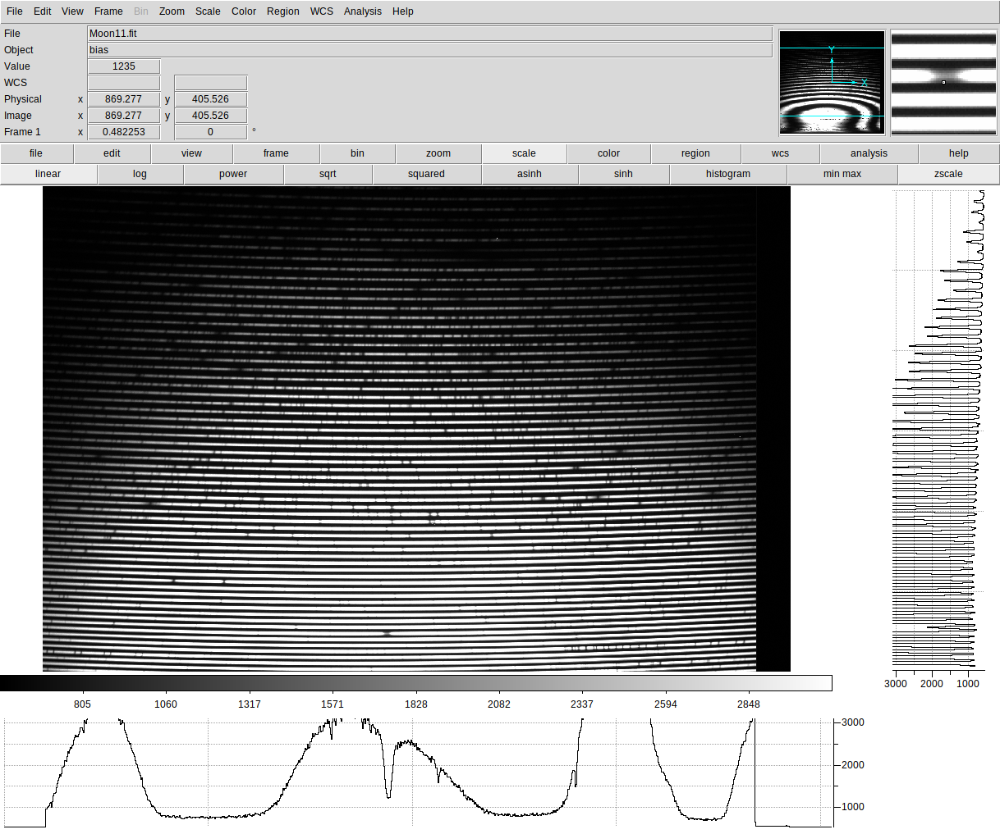 File Edit View Frame Bin Zoom Scale Color Region WCS Analysis Help
File Moon11.fit
Object bias
Value 1235
WCS
Physical x 869.277 y 405.526
Image x 869.277 y 405.526
Frame 1 x 0.482253 0 °
Y
X
file edit view frame bin zoom scale color region wcs analysis help
linear log power sqrt squared asinh sinh histogram min max zscale
3000 2000 1000
805 1060 1317 1571 1828 2082 2337 2594 2848
3000
2000
1000